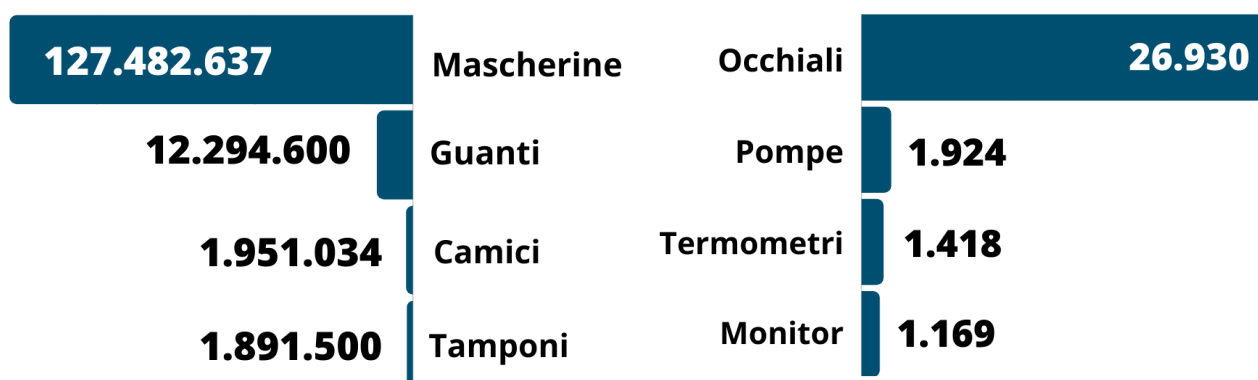 127.482.637 Mascherine
12.294.600 Guanti
1.951.034 Camici
1.891.500 Tamponi
Occhiali 26.930
Pompe 1.924
Termometri 1.418
Monitor 1.169